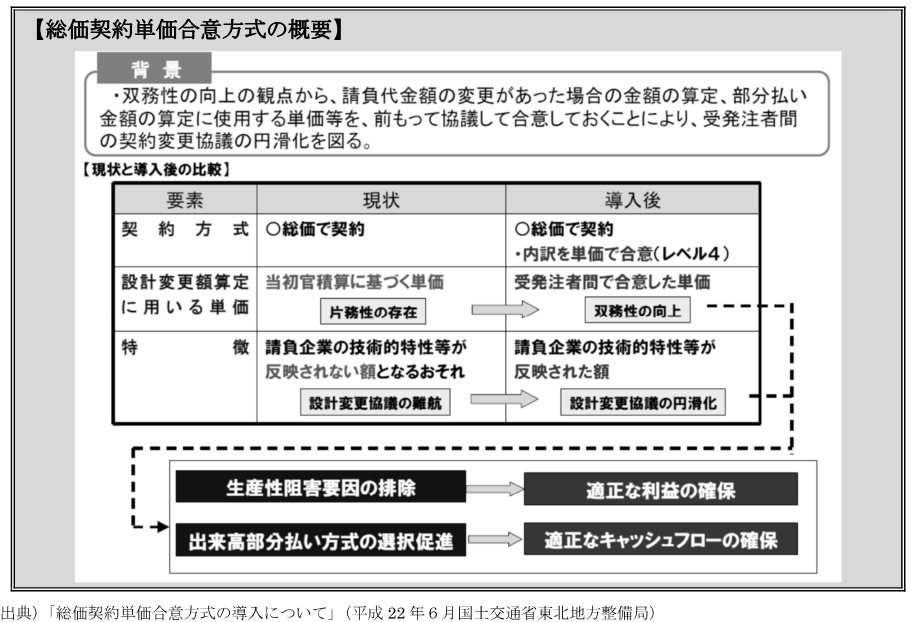 【総価契約単価合意方式の概要】
背 景
・双務性の向上の観点から、請負代金額の変更があった場合の金額の算定、部分払い
金額の算定に使用する単価等を、前もって協議して合意しておくことにより、受発注者間
の契約変更協議の円滑化を図る。
【現状と導入後の比較】
要素 現状 導入後
契約方式 〇総価で契約 〇総価で契約
・内訳を単価で合意(レベル4)
設計変更額算定 当初官積算に基づく単価 受発注者間で合意した単価
に用いる単価 片務性の存在 双務性の向上
特徴 請負企業の技術的特性等が 請負企業の技術的特性等が
反映されない額となるおそれ 反映された額
設計変更協議の難航 設計変更協議の円滑化
生産性阻害要因の排除 適正な利益の確保
出来高部分払い方式の選択促進 適正なキャッシュフローの確保
出典)「総価契約単価合意方式の導入について」(平成 22 年 6 月国土交通省東北地方整備局)